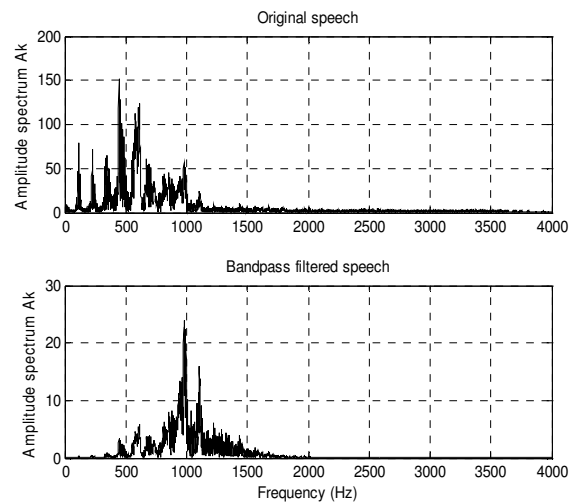 Original speech
Amplitude spectrum Ak
200
150
100
50
0
0 500 1000 1500 2000 2500 3000 3500 4000
Bandpass filtered speech
Amplitude spectrum Ak
30
20
10
0
0 500 1000 1500 2000 2500 3000 3500 4000
Frequency (Hz)